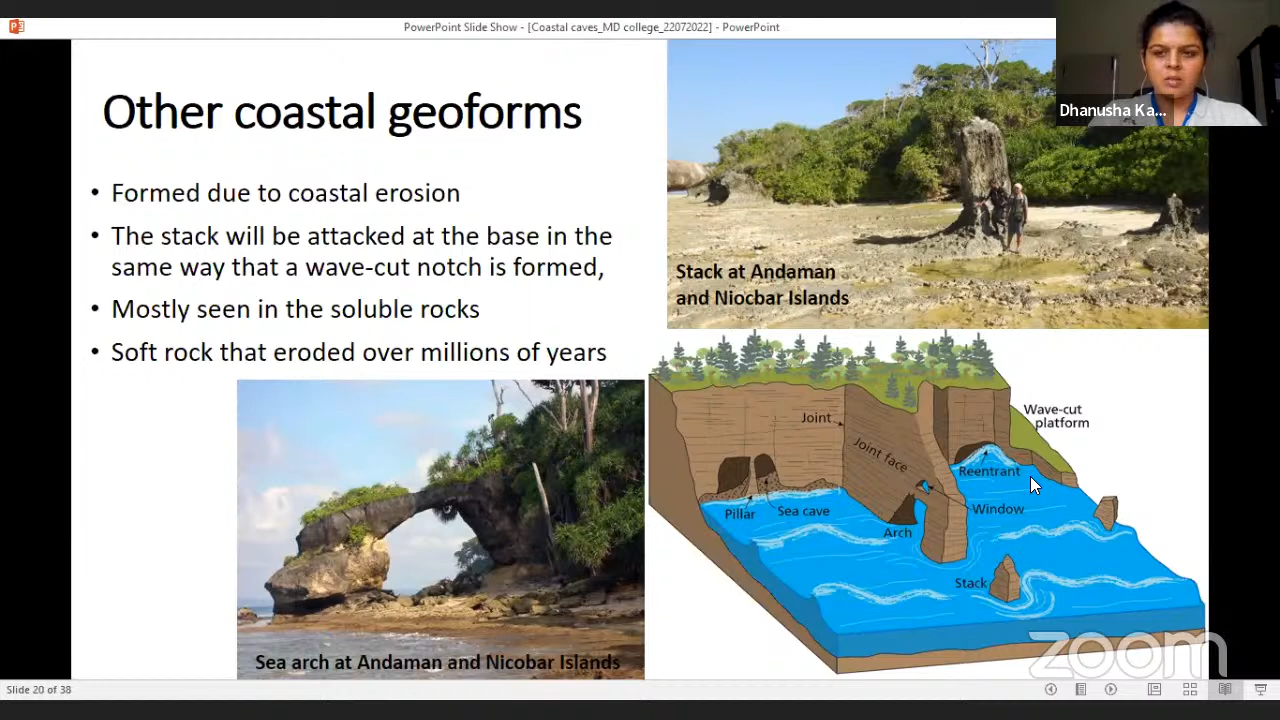 PowerPoint Slide Show - [Coastal caves_MD college_22072022] - PowerPoint
Dhanusha Ka...
Other coastal geoforms
• Formed due to coastal erosion
• The stack will be attacked at the base in the
same way that a wave-cut notch is formed,
• Mostly seen in the soluble rocks
• Soft rock that eroded over millions of years
Stack at Andaman
and Niocbar Islands
Sea arch at Andaman and Nicobar Islands
Joint
Joint face
Wave-cut
platform
Reentrant
Pillar
Sea cave
Window
Arch
Stack
zoom
Slide 20 of 38